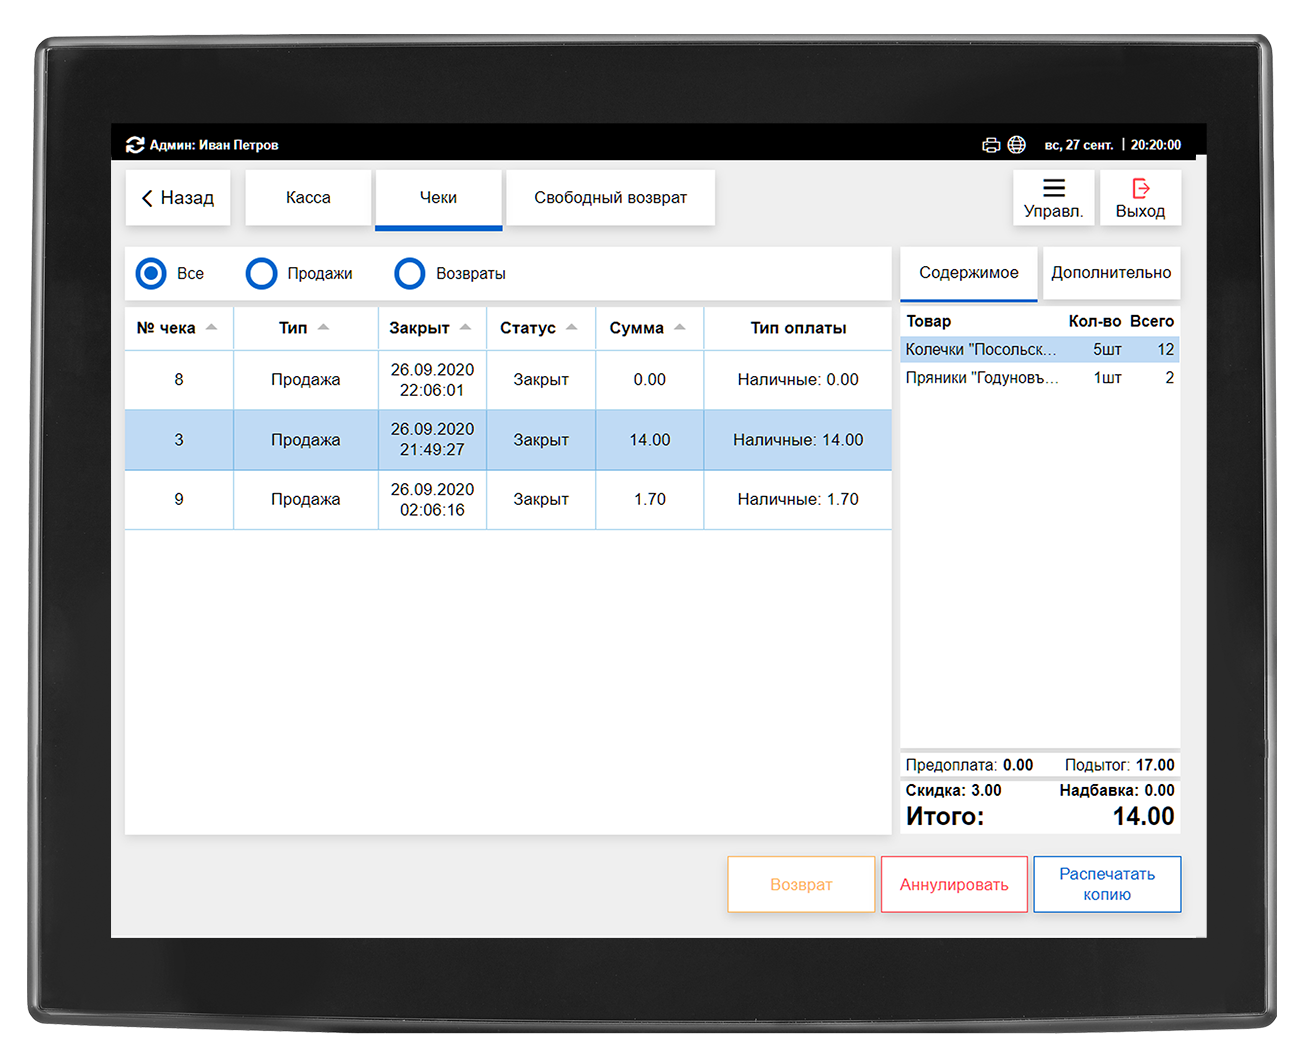 Админ: Иван Петров
вс, 27 сент. | 20:20:00
Назад
Касса
Чеки
Свободный возврат
Управл.
Выход
Все
Продажи
Возвраты
Содержимое
Дополнительно
№ чека Тип Закрыт Статус Сумма Тип оплаты
8 Продажа 26.09.2020 22:06:01 Закрыт 0.00 Наличные: 0.00
3 Продажа 26.09.2020 21:49:27 Закрыт 14.00 Наличные: 14.00
9 Продажа 26.09.2020 02:06:16 Закрыт 1.70 Наличные: 1.70
Товар Кол-во Всего
Колечки "Посольск... 5шт 12
Пряники "Годуновъ... 1шт 2
Предоплата: 0.00 Подытог: 17.00
Скидка: 3.00 Надбавка: 0.00
Итого: 14.00
Возврат
Аннулировать
Распечатать
копию